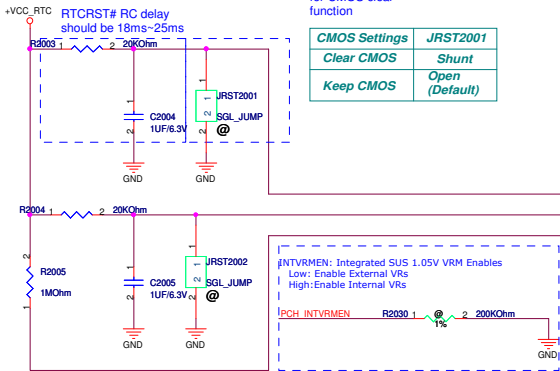 for CMOS clear
function
+VCC_RTC
RTCRST# RC delay
should be 18ms~25ms
CMOS Settings JRST2001
Clear CMOS Shunt
Keep CMOS Open
(Default)
R2003 1 2 20KOhm
1 C2004 2
1UF/6.3V
1 JRST2001 2
1 2
SGL_JUMP
@
GND GND
R2004 1 2 20KOhm
2 R2005 1
1MOhm
1 C2005 2
1UF/6.3V
1 JRST2002 2
1 2
SGL_JUMP
@
GND GND
INTVRMEN: Integrated SUS 1.05V VRM Enables
Low: Enable External VRs
High:Enable Internal VRs
PCH_INTVRMEN R2030 1 @ 2 200KOhm
1%
GND